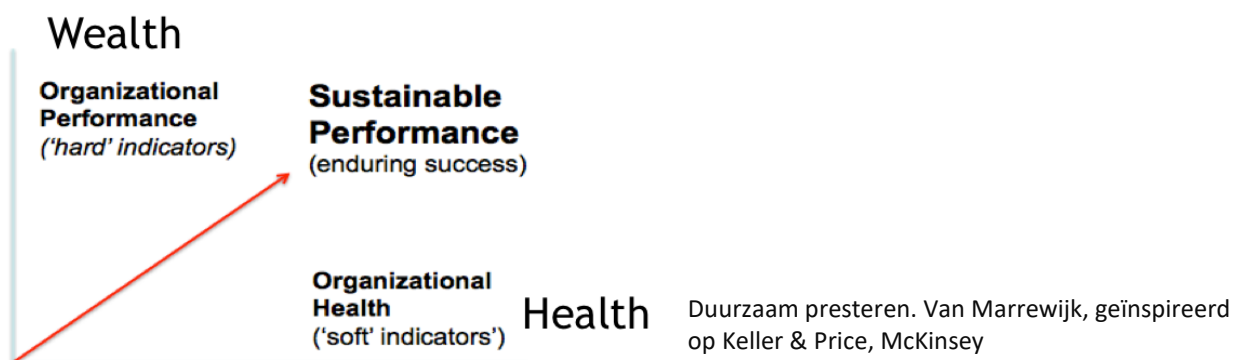 Wealth
Organizational
Performance
('hard' indicators)
Sustainable
Performance
(enduring success)
Organizational
Health
('soft' indicators')
Health
Duurzaam presteren. Van Marrewijk, geïnspireerd
op Keller & Price, McKinsey